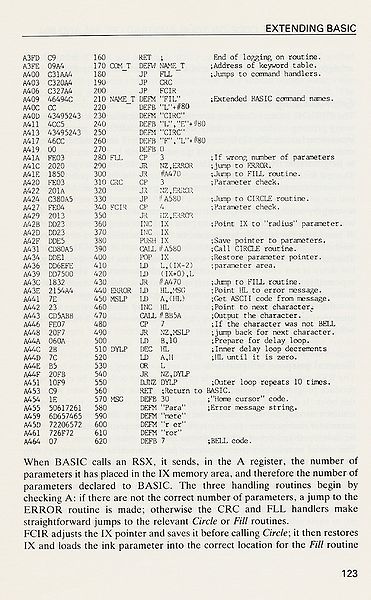 EXTENDING BASIC
A3FD C9 160 RET ; End of logging on routine.
A3FE 09A4 170 COM_T DEFW NAME_T ;Address of keyword table.
A400 C31AA4 180 JP FLL ;Jumps to command handlers.
A403 C320A4 190 JP CRC
A406 C327A4 200 JP FCIR
A409 46494C 210 NAME_T DEFM "FIL" ;Extended BASIC command names.
A40C CC 220 DEFB "L"+#80
A40D 43495243 230 DEFM "CIRC"
A411 4CC5 240 DEFB "L","E"+#80
A413 43495243 250 DEFM "CIRC"
A417 46CC 260 DEFB "F","L"+#80
A419 00 270 DEFB 0
A41A FE03 280 FLL CP 3 ;If wrong number of parameters
A41C 2020 290 JR NZ,ERROR ;jump to ERROR.
A41E 1850 300 JR #A470 ;Jump to FILL routine.
A420 FE03 310 CRC CP 3 ;Parameter check.
A422 201A 320 JR NZ,ERROR
A424 C380A5 330 JP #A580 ;Jump to CIRCLE routine.
A427 FE04 340 FCIR CP 4 ;Parameter check.
A429 2013 350 JR NZ,ERROR
A42B DD23 360 INC IX ;Point IX to "radius" parameter.
A42D DD23 370 INC IX
A42F DDE5 380 PUSH IX ;Save pointer to parameters.
A431 CD80A5 390 CALL #A580 ;Call CIRCLE routine.
A434 DDE1 400 POP IX ;Restore parameter pointer.
A436 DD6EFE 410 LD L,(IX-2) ;parameter area.
A439 DD7500 420 LD (IX+0),L
A43C 1832 430 JR #A470 ;Jump to FILL routine.
A43E 2154A4 440 ERROR LD HL,MSG ;Point HL to error message.
A441 7E 450 MSLP LD A,(HL) ;Get ASCII code from message.
A442 23 460 INC HL ;Point to next character.
A443 CD5ABB 470 CALL #BB5A ;Output the character.
A446 FE07 480 CP 7 ;If the character was not BELL
A448 20F7 490 JR NZ,MSLP ;jump back for next character.
A44A 060A 500 LD B,10 ;Prepare for delay loop.
A44C 2B 510 DYLP DEC HL ;Inner delay loop decrements
A44D 7C 520 LD A,H ;HL until it is zero.
A44E B5 530 OR L
A44F 20FB 540 JR NZ,DYLP
A451 10F9 550 DJNZ DYLP ;Outer loop repeats 10 times.
A453 C9 560 RET ;Return to BASIC.
A454 1E 570 MSG DEFB 30 ;"Home cursor" code.
A455 50617261 580 DEFM "Para" ;Error message string.
A459 6D657465 590 DEFM "mete"
A45D 72206572 600 DEFM "r er"
A461 726F72 610 DEFM "ror"
A464 07 620 DEFB 7 ;BELL code.
When BASIC calls an RSX, it sends, in the A register, the number of
parameters it has placed in the IX memory area, and therefore the number of
parameters declared to BASIC. The three handling routines begin by
checking A: if there are not the correct number of parameters, a jump to the
ERROR routine is made; otherwise the CRC and FLL handlers make
straightforward jumps to the relevant Circle or Fill routines.
FCIR adjusts the IX pointer and saves it before calling Circle; it then restores
IX and loads the ink parameter into the correct location for the Fill routine
123